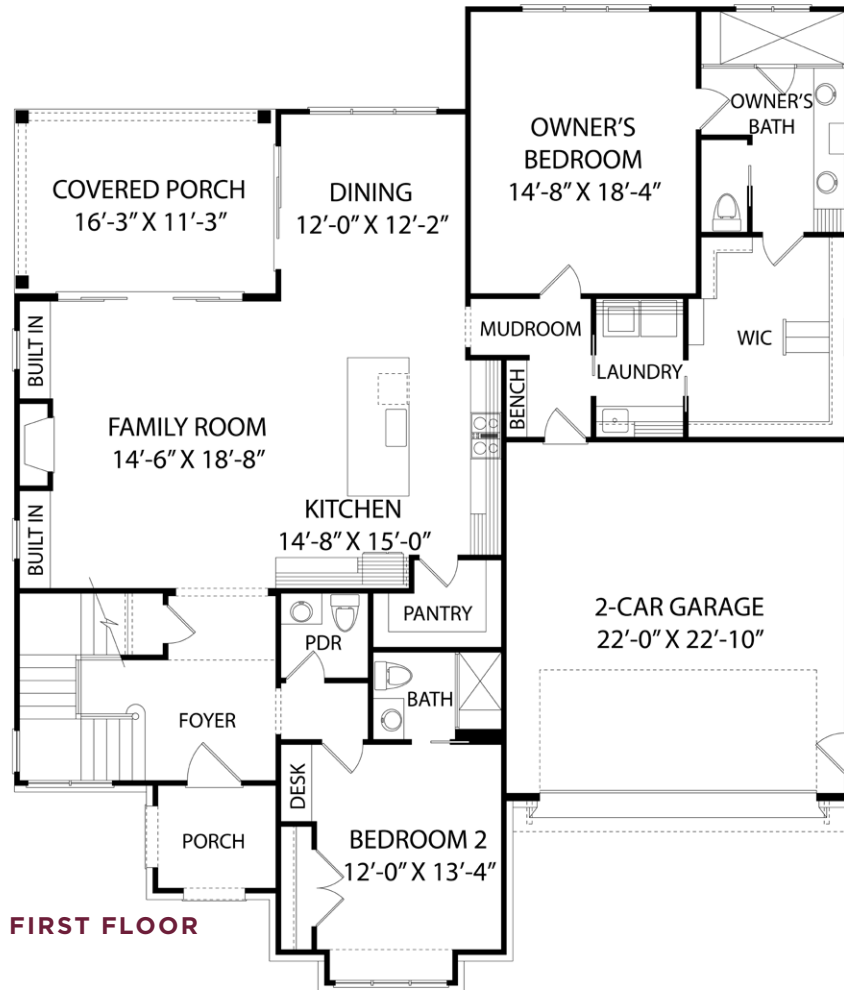 OWNER'S
BEDROOM
14'-8" X 18'-4"
OWNER'S
BATH
COVERED PORCH
16'-3" X 11'-3"
DINING
12'-0" X 12'-2"
MUDROOM
WIC
LAUNDRY
BUILT IN
BENCH
FAMILY ROOM
14'-6" X 18'-8"
KITCHEN
14'-8" X 15'-0"
BUILT IN
PANTRY
2-CAR GARAGE
22'-0" X 22'-10"
PDR
BATH
FOYER
DESK
PORCH
BEDROOM 2
12'-0" X 13'-4"
FIRST FLOOR